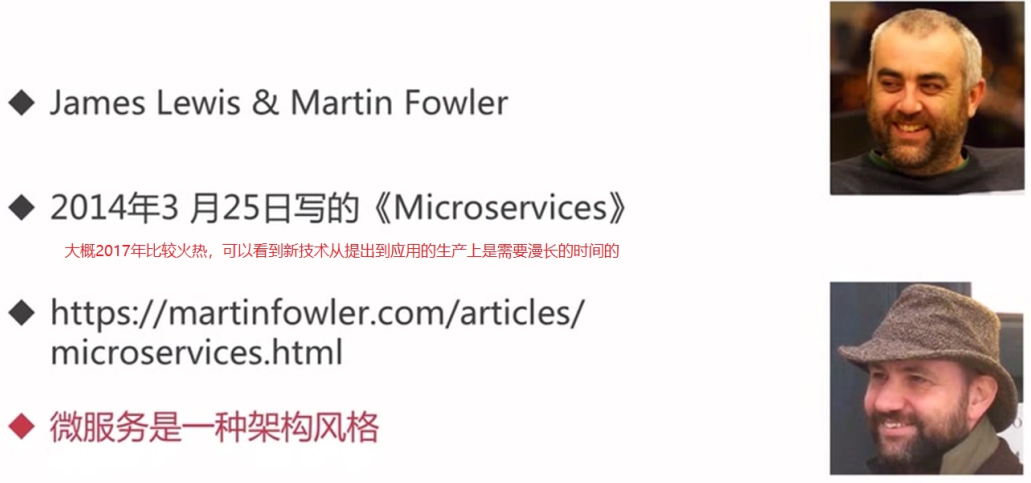 James Lewis & Martin Fowler
2014年3 月25日写的《Microservices》
大概2017年比较火热，可以看到新技术从提出到应用的生产上是需要漫长的时间的
https://martinfowler.com/articles/
microservices.html
微服务是一种架构风格